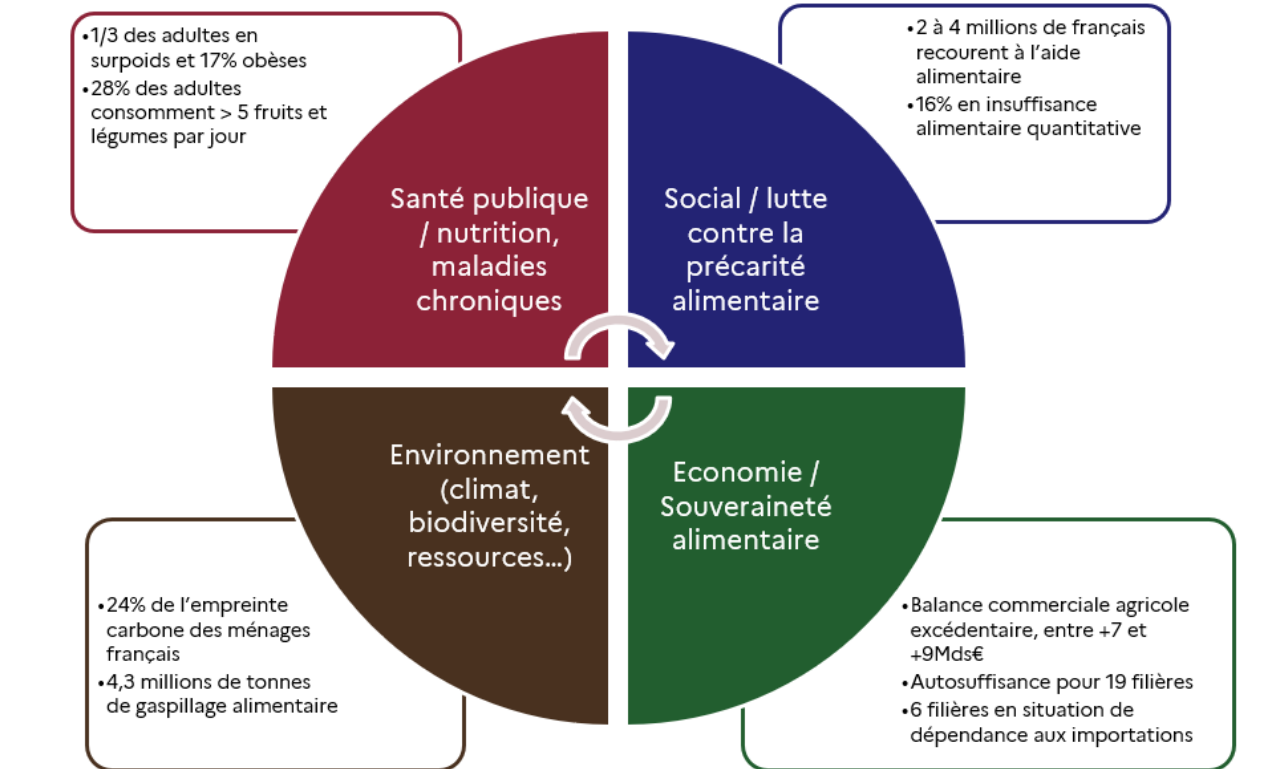 •1/3 des adultes en
surpoids et 17% obèses
•28% des adultes
consomment > 5 fruits et
légumes par jour
•2 à 4 millions de français
recourent à l'aide
alimentaire
•16% en insuffisance
alimentaire quantitative
Santé publique
/ nutrition,
maladies
chroniques
Social / lutte
contre la
précarité
alimentaire
Environnement
(climat,
biodiversité,
ressources…)
Economie /
Souveraineté
alimentaire
•24% de l'empreinte
carbone des ménages
français
•4,3 millions de tonnes
de gaspillage alimentaire
•Balance commerciale agricole
excédentaire, entre +7 et
+9Mds€
•Autosuffisance pour 19 filières
•6 filières en situation de
dépendance aux importations